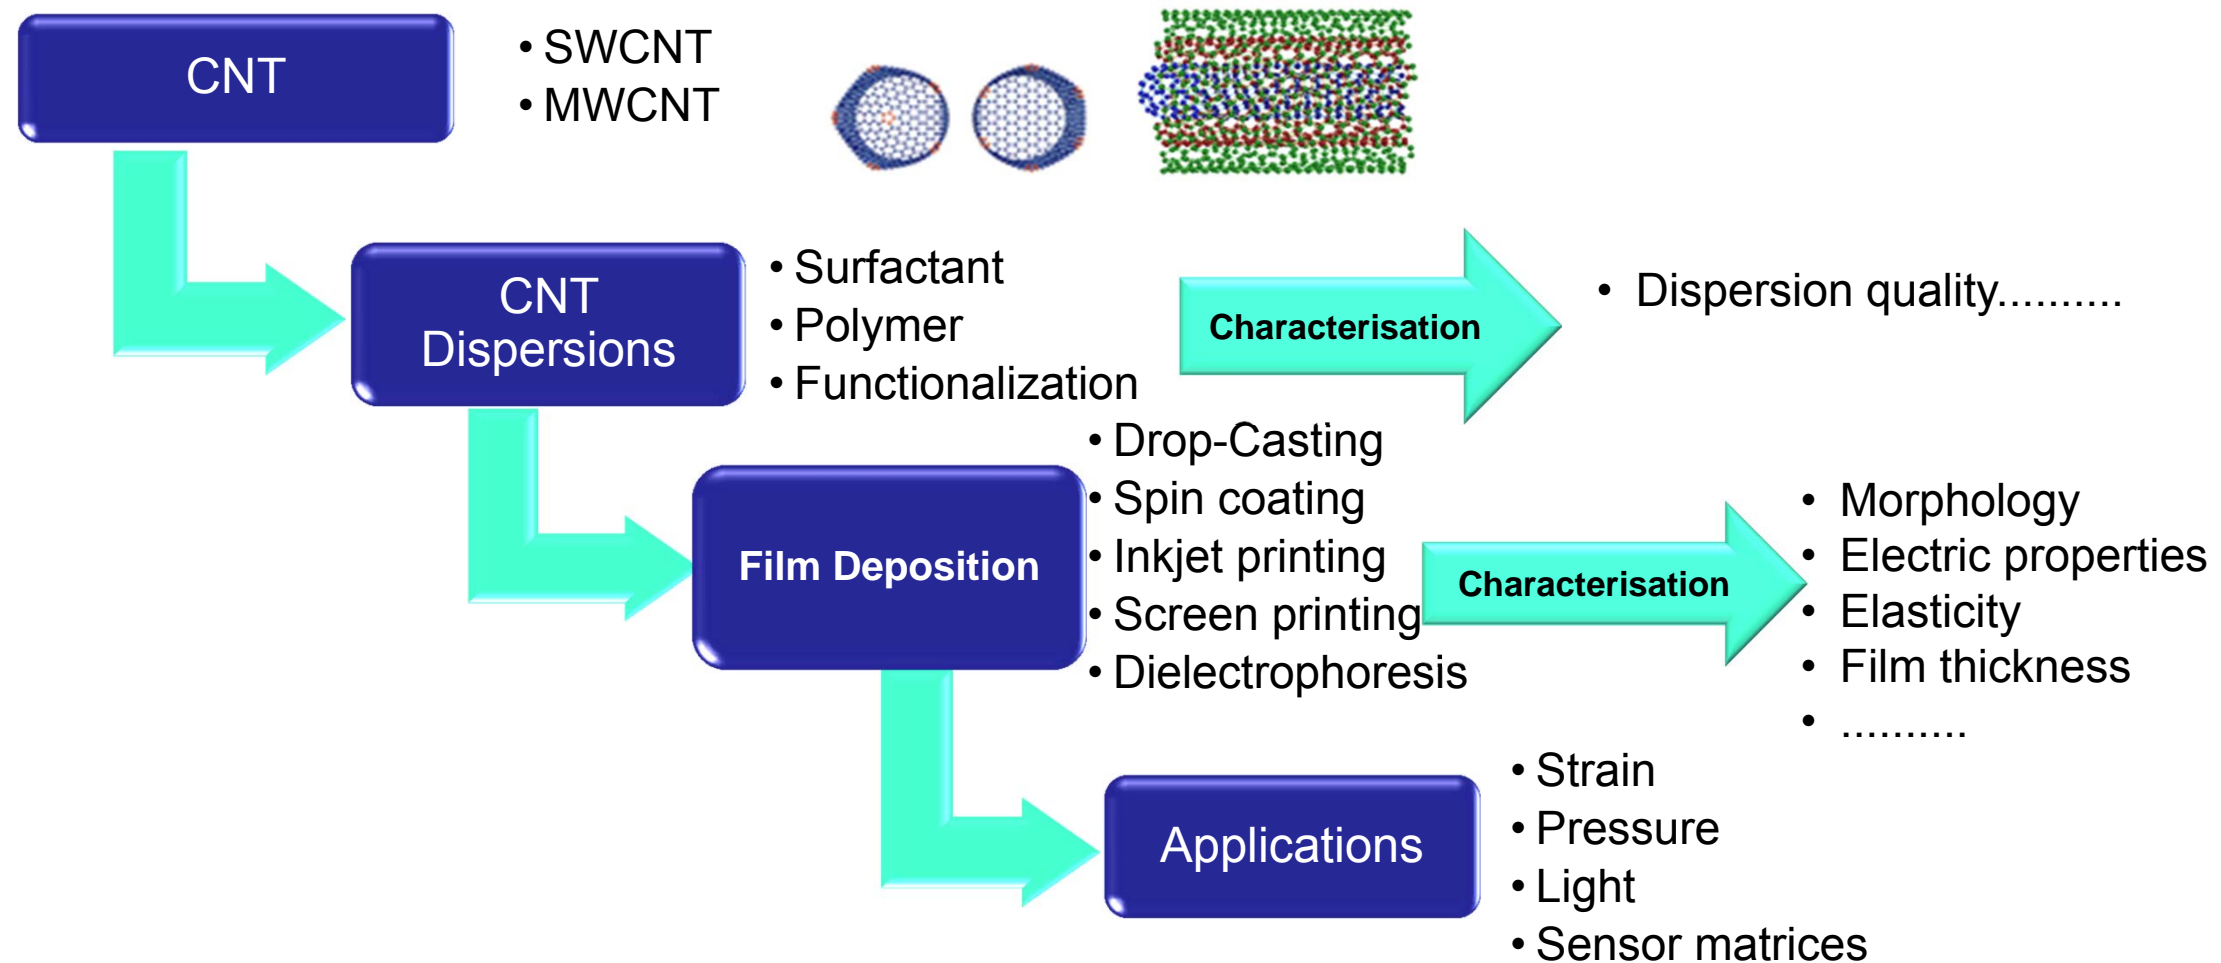 CNT
• SWCNT
• MWCNT
CNT
Dispersions
• Surfactant
• Polymer
• Functionalization
Characterisation
• Dispersion quality..........
Film Deposition
• Drop-Casting
• Spin coating
• Inkjet printing
• Screen printing
• Dielectrophoresis
Characterisation
• Morphology
• Electric properties
• Elasticity
• Film thickness
• ..........
Applications
• Strain
• Pressure
• Light
• Sensor matrices